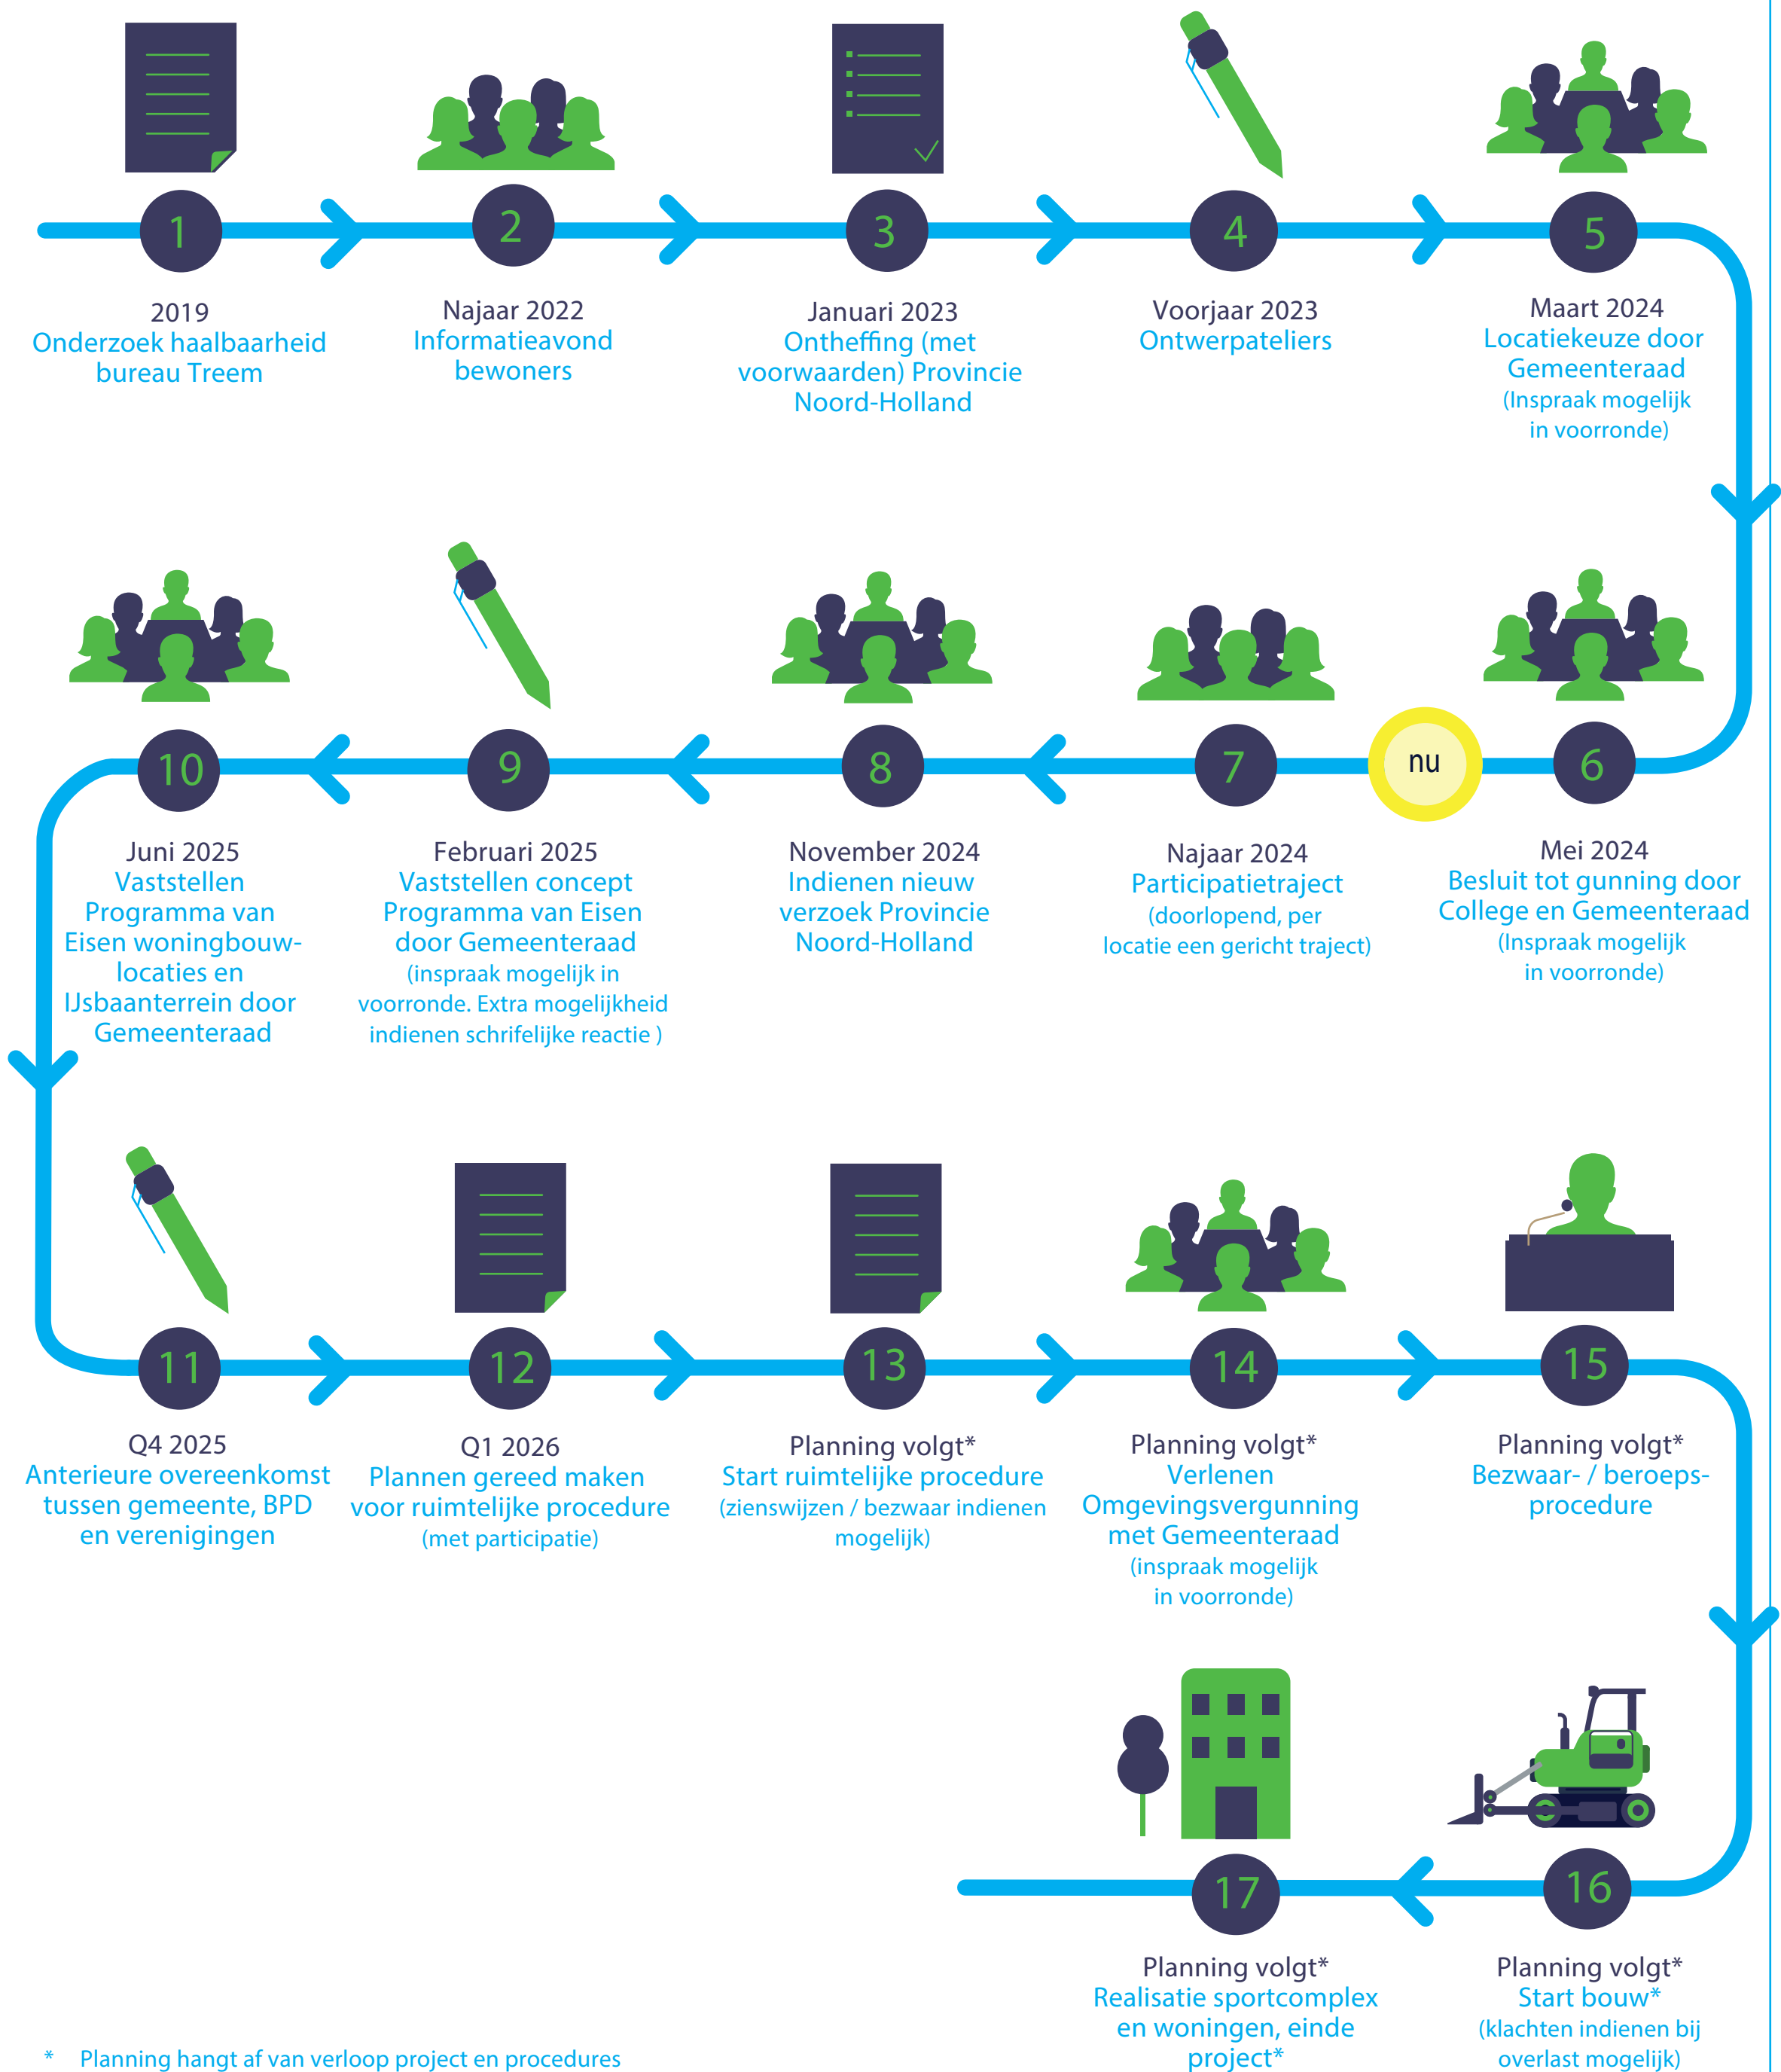 1
2019
Onderzoek haalbaarheid
bureau Treem
2
Najaar 2022
Informatieavond
bewoners
3
Januari 2023
Ontheffing (met
voorwaarden) Provincie
Noord-Holland
4
Voorjaar 2023
Ontwerpateliers
5
Maart 2024
Locatiekeuze door
Gemeenteraad
(Inspraak mogelijk
in voorronde)
6
Mei 2024
Besluit tot gunning door
College en Gemeenteraad
(Inspraak mogelijk
in voorronde)
nu
7
Najaar 2024
Participatietraject
(doorlopend, per
locatie een gericht traject)
8
November 2024
Indienen nieuw
verzoek Provincie
Noord-Holland
9
Februari 2025
Vaststellen concept
Programma van Eisen
door Gemeenteraad
(inspraak mogelijk in
voorronde. Extra mogelijkheid
indienen schrifelijke reactie )
10
Juni 2025
Vaststellen
Programma van
Eisen woningbouw-
locaties en
IJsbaanterrein door
Gemeenteraad
11
Q4 2025
Anterieure overeenkomst
tussen gemeente, BPD
en verenigingen
12
Q1 2026
Plannen gereed maken
voor ruimtelijke procedure
(met participatie)
13
Planning volgt*
Start ruimtelijke procedure
(zienswijzen / bezwaar indienen
mogelijk)
14
Planning volgt*
Verlenen
Omgevingsvergunning
met Gemeenteraad
(inspraak mogelijk
in voorronde)
15
Planning volgt*
Bezwaar- / beroeps-
procedure
16
Planning volgt*
Start bouw*
(klachten indienen bij
overlast mogelijk)
17
Planning volgt*
Realisatie sportcomplex
en woningen, einde
project*
* Planning hangt af van verloop project en procedures